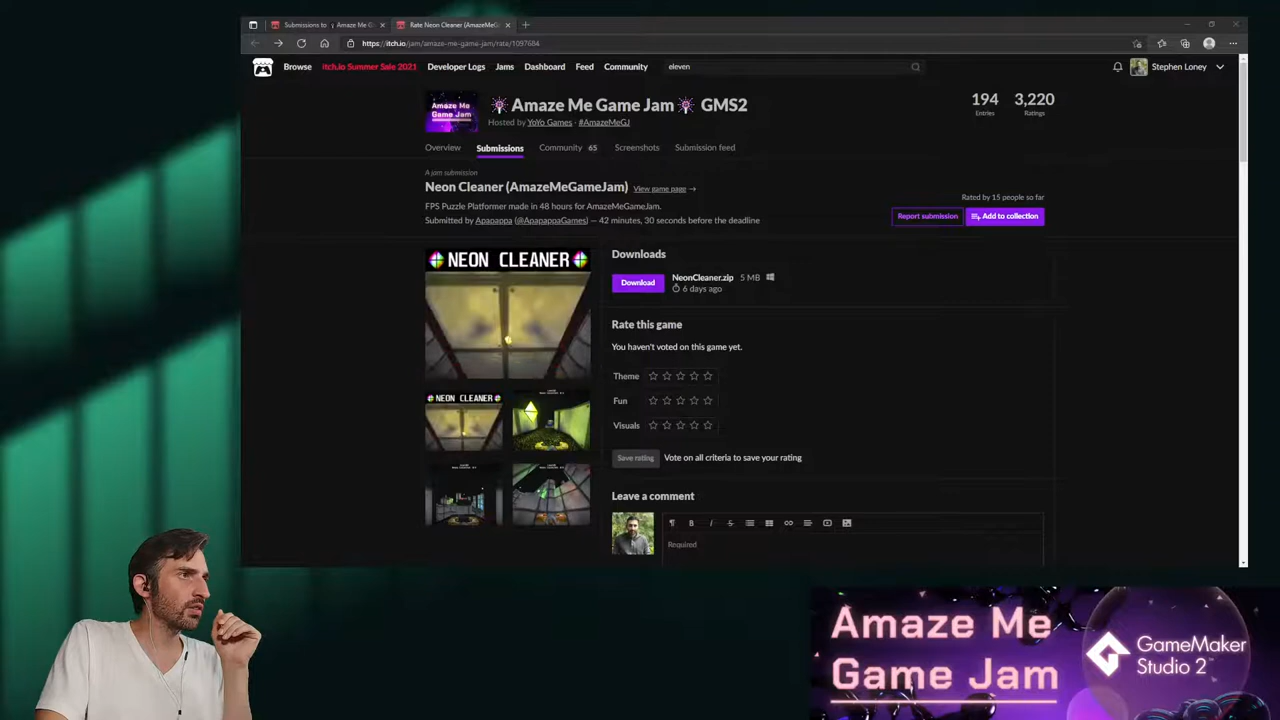 Submissions to
Amaze Me G
Rate Neon Cleaner (AmazeMeG
https://itch.io/jam/amaze-me-game-jam/rate/1097684
Browse
itch.io Summer Sale 2021
Developer Logs
Jams
Dashboard
Feed
Community
eleven
Stephen Loney
Amaze Me
Game Jam
Amaze Me Game Jam GMS2
194
Entries
3,220
Ratings
Hosted by YoYo Games · #AmazeMeGJ
Overview
Submissions
Community 65
Screenshots
Submission feed
A jam submission
Neon Cleaner (AmazeMeGameJam) View game page →
FPS Puzzle Platformer made in 48 hours for AmazeMeGameJam.
Submitted by Apapappa (@ApapappaGames) — 42 minutes, 30 seconds before the deadline
Rated by 15 people so far
Report submission
Add to collection
NEON CLEANER
NEON CLEANER
Downloads
Download
NeonCleaner.zip 5 MB
6 days ago
Rate this game
You haven't voted on this game yet.
Theme
Fun
Visuals
Save rating
Vote on all criteria to save your rating
Leave a comment
Required
Amaze Me
Game Jam
GameMaker
Studio 2